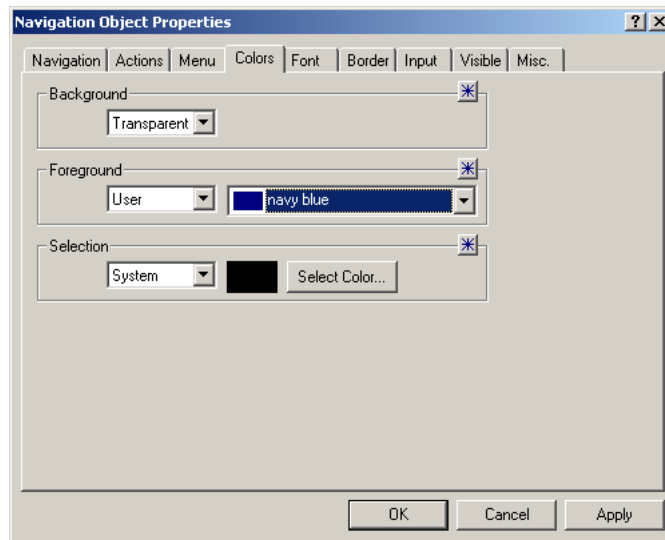 Navigation Object Properties
Navigation Actions Menu Colors Font Border Input Visible Misc.
Background
Transparent
Foreground
User navy blue
Selection
System Select Color...
OK Cancel Apply